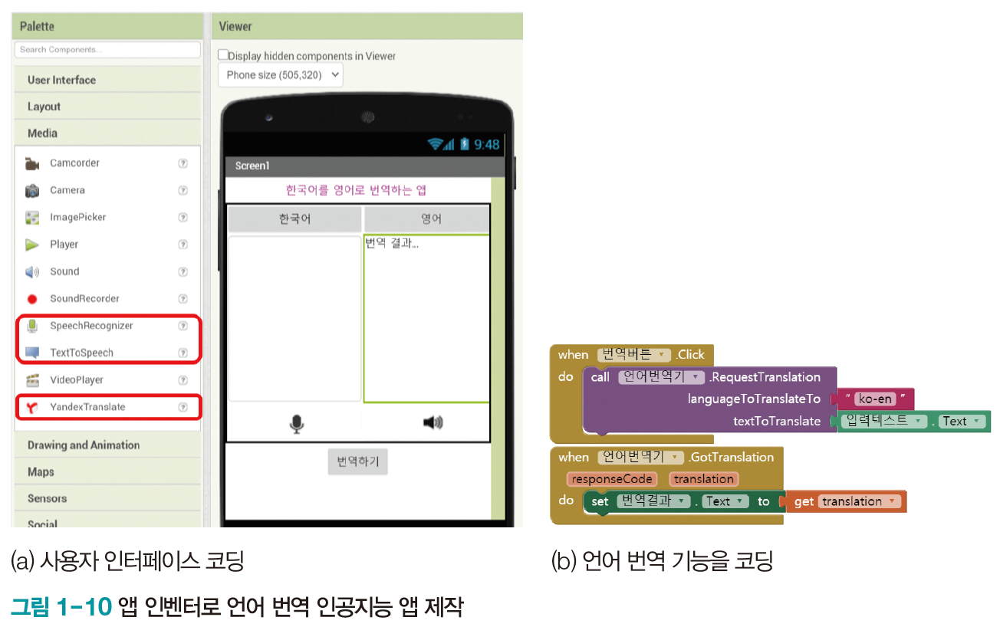 Palette
Search Components...
User Interface
Layout
Media
Camcorder
Camera
ImagePicker
Player
Sound
SoundRecorder
SpeechRecognizer
TextToSpeech
VideoPlayer
YandexTranslate
Drawing and Animation
Maps
Sensors
Social
Viewer
Display hidden components in Viewer
Phone size (505,320)
9:48
Screen1
한국어를 영어로 번역하는 앱
한국어 영어
번역 결과...
번역하기
when 번역버튼 .Click
do call 언어번역기 .RequestTranslation
languageToTranslateTo " ko-en "
textToTranslate 입력텍스트 . Text
when 언어번역기 .GotTranslation
responseCode translation
do set 번역결과 . Text to get translation
(a) 사용자 인터페이스 코딩
(b) 언어 번역 기능을 코딩
그림 1-10 앱 인벤터로 언어 번역 인공지능 앱 제작